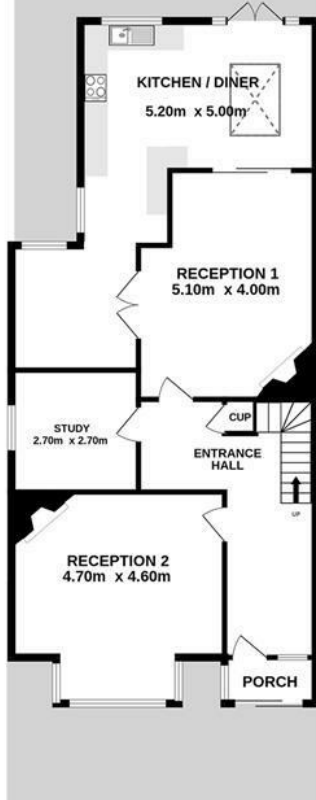 KITCHEN / DINER
5.20m x 5.00m
RECEPTION 1
5.10m x 4.00m
CUP
STUDY
2.70m x 2.70m
ENTRANCE
HALL
UP
RECEPTION 2
4.70m x 4.60m
PORCH